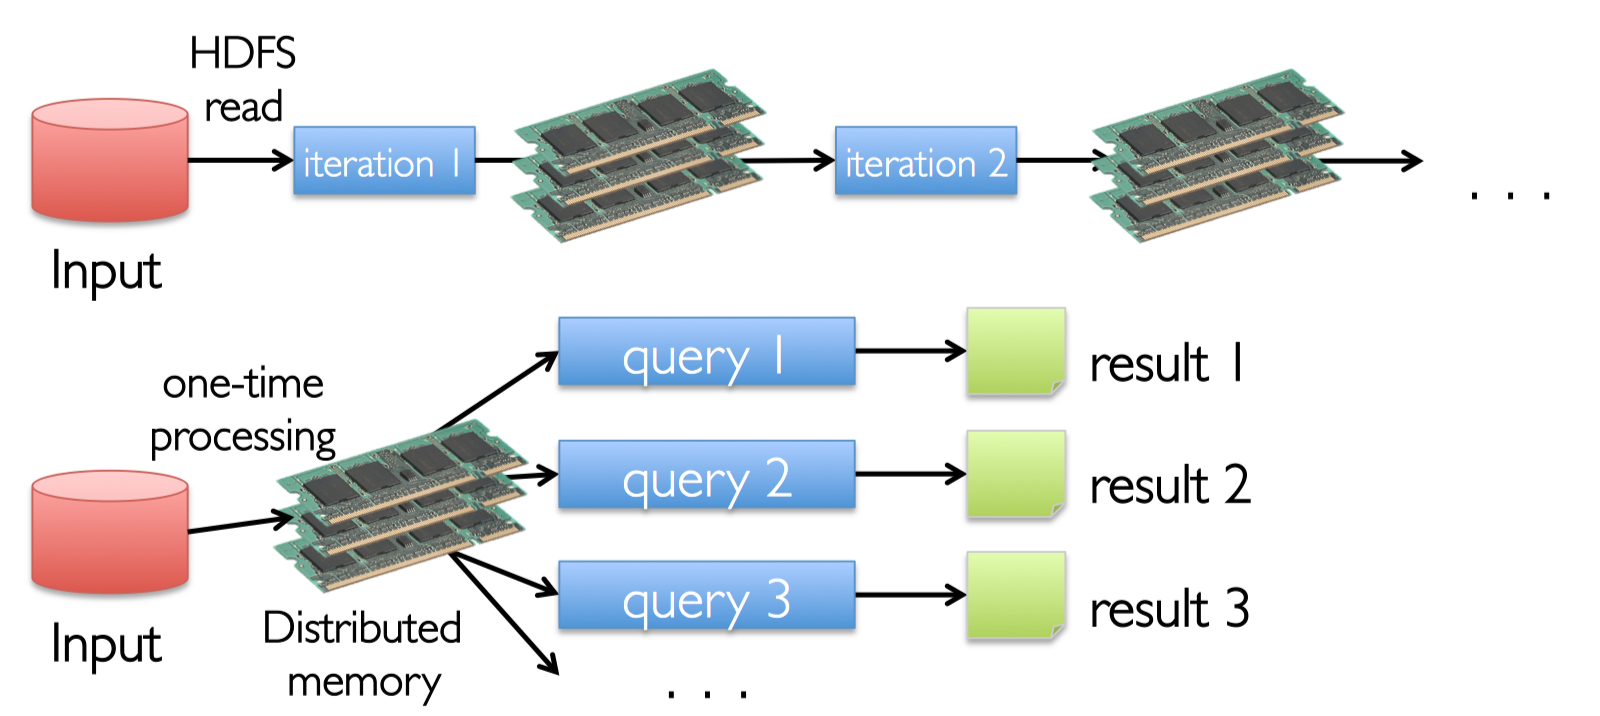 HDFS
read
iteration 1
iteration 2
. . .
Input
one-time
processing
query 1
result 1
query 2
result 2
query 3
result 3
Input
Distributed
memory
. . .